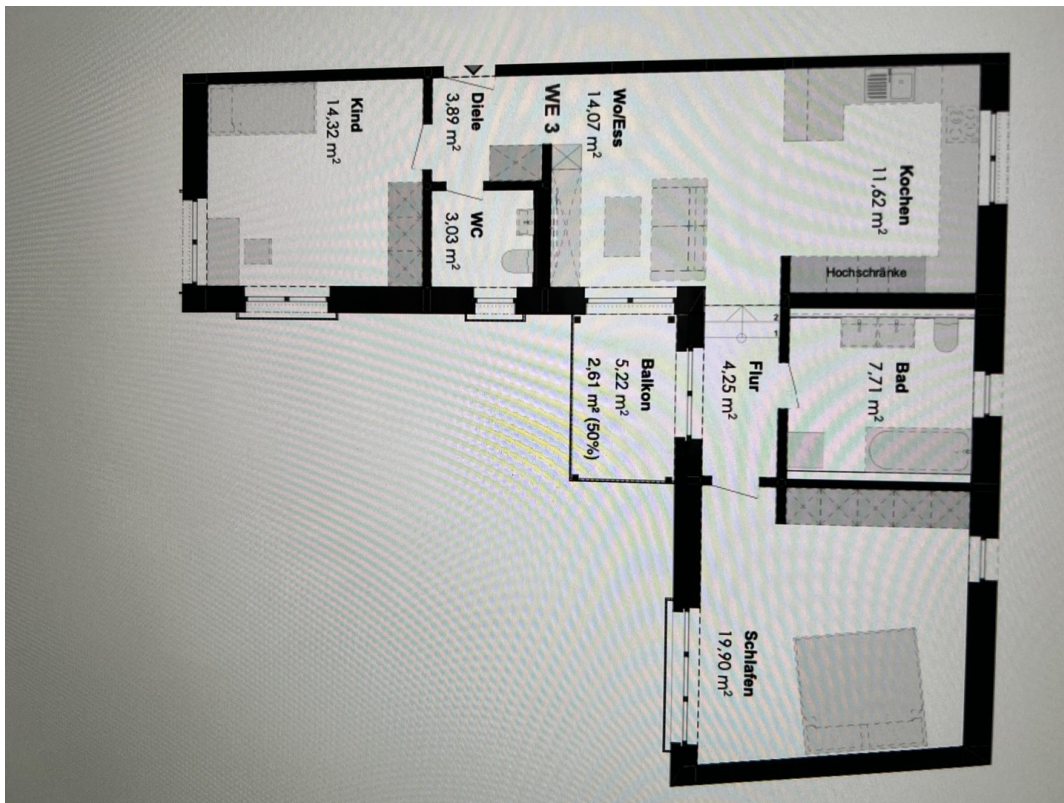 Kind
14,32 m²
Diele
3,89 m²
WE 3
Wo/Ess
14,07 m²
Kochen
11,62 m²
Hochschränke
WC
3,03 m²
Balkon
5,22 m²
2,61 m² (50%)
Flur
4,25 m²
2
1
Bad
7,71 m²
Schlafen
19,90 m²